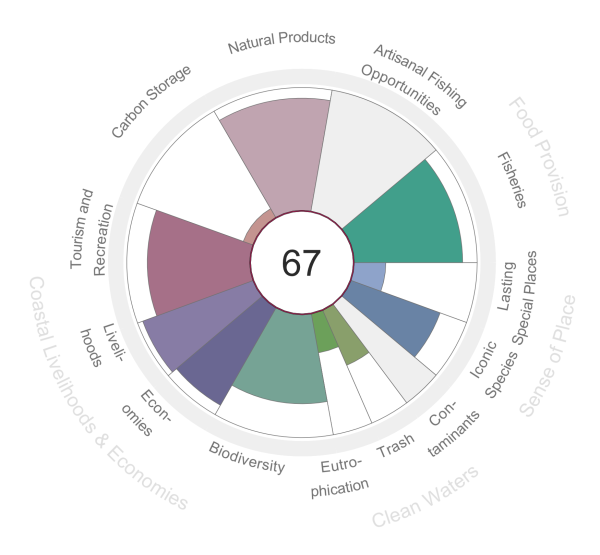 Natural Products
Artisanal Fishing
Opportunities
Carbon Storage
Food Provision
Fisheries
Tourism and
Recreation
67
Lasting
Special Places
Iconic
Species
Sense of Place
Coastal Livelihoods & Economies
Liveli-
hoods
Econ-
omies
Biodiversity
Eutro-
phication
Trash
Con-
taminants
Clean Waters